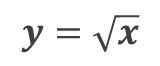 y = √x